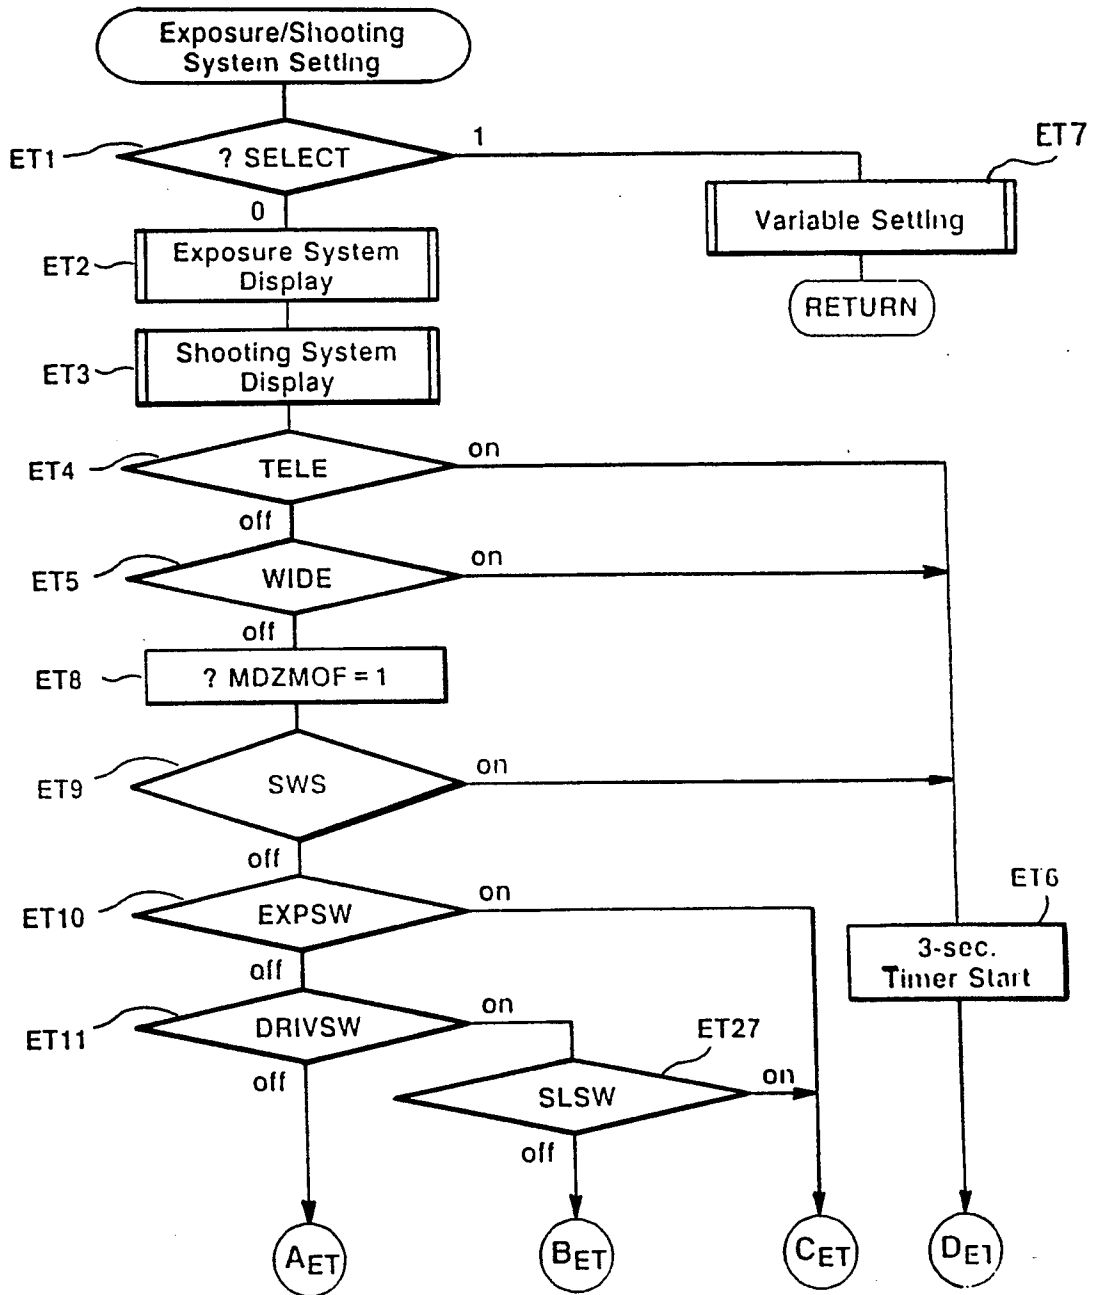 Exposure/Shooting
System Setting
ET1
? SELECT
1
ET7
0
Variable Setting
ET2
Exposure System
Display
RETURN
ET3
Shooting System
Display
ET4
TELE
on
off
ET5
WIDE
on
off
ET8
? MDZMOF = 1
ET9
SWS
on
off
ET10
EXPSW
on
ET6
3-sec.
Timer Start
off
ET11
DRIVSW
on
ET27
off
SLSW
on
off
AET
BET
CET
DET